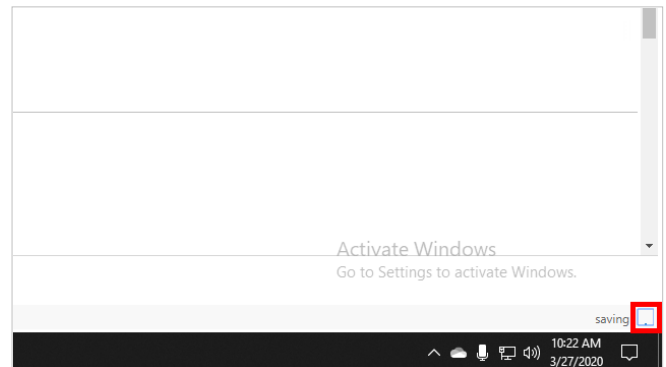 Activate Windows
Go to Settings to activate Windows.
saving
10:22 AM
3/27/2020